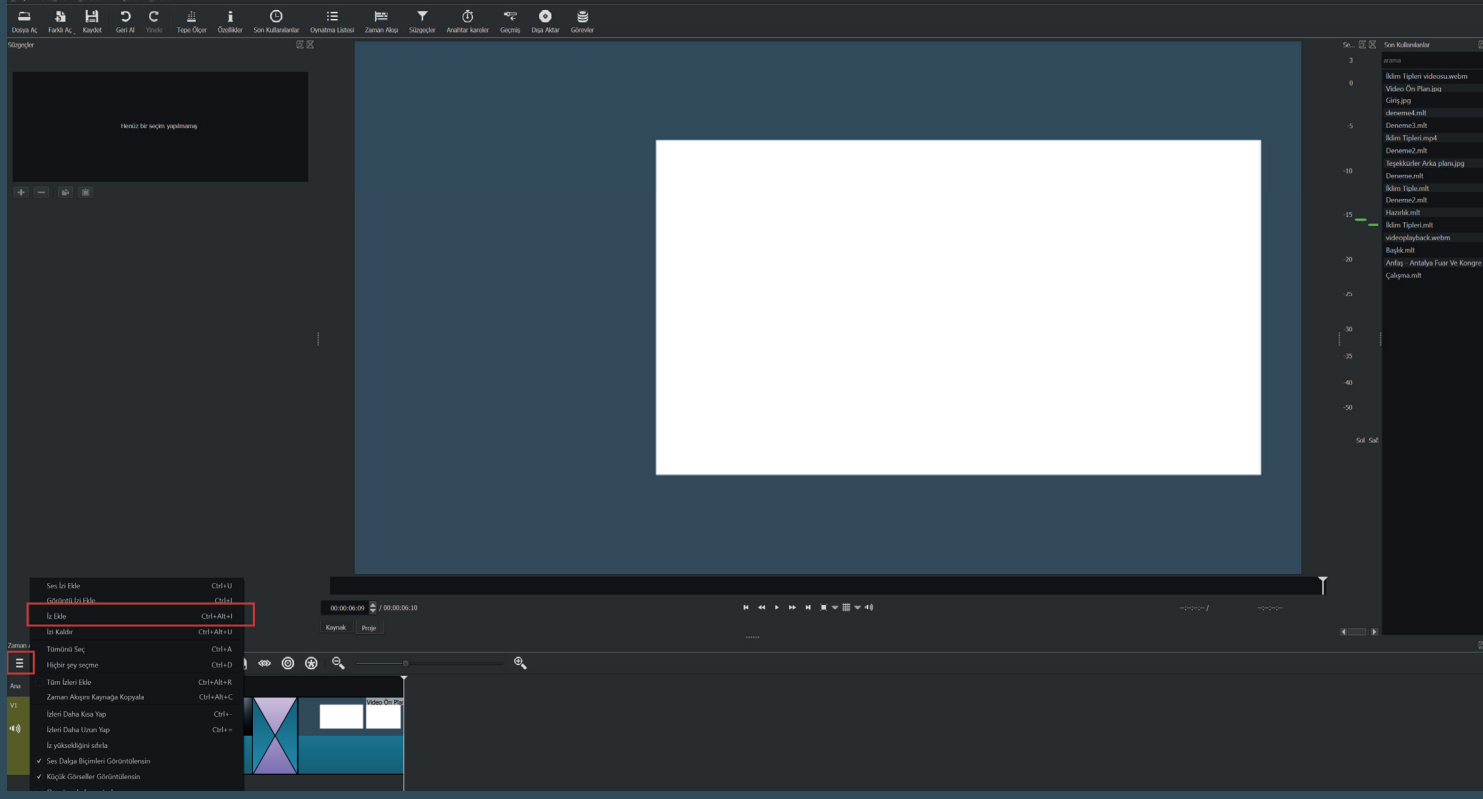 Dosya Aç Farklı Aç Kaydet Geri Al Yinele Tepe Ölçer Özellikler Son Kullanılanlar Oynatma Listesi Zaman Akışı Süzgeçler Anahtar kareler Geçmiş Dışa Aktar Görevler
Süzgeçler
Henüz bir seçim yapılmamış
Se...
3
0
-5
-10
-15
-20
-25
-30
-35
-40
-50
Sol Sağ
Son Kullanılanlar
arama
İklim Tipleri videosu.webm
Video Ön Plan.jpg
Giriş.jpg
deneme4.mlt
Deneme3.mlt
İklim Tipleri.mp4
Deneme2.mlt
Teşekkürler Arka planı.jpg
Deneme.mlt
İklim Tiple.mlt
Deneme2.mlt
Hazırlık.mlt
İklim Tipleri.mlt
videoplayback.webm
Başlık.mlt
Anfaş - Antalya Fuar Ve Kongre
Çalışma.mlt
00:00:06:09 / 00:00:06:10
--:--:--:-- / --:--:--:--
Kaynak Proje
Ses İzi Ekle Ctrl+U
Görüntü İzi Ekle Ctrl+I
İz Ekle Ctrl+Alt+I
İzi Kaldır Ctrl+Alt+U
Tümünü Seç Ctrl+A
Hiçbir şey seçme Ctrl+D
Tüm İzleri Ekle Ctrl+Alt+R
Zaman Akışını Kaynağa Kopyala Ctrl+Alt+C
İzleri Daha Kısa Yap Ctrl+-
İzleri Daha Uzun Yap Ctrl+=
İz yüksekliğini sıfırla
Ses Dalga Biçimleri Görüntülensin
Küçük Görseller Görüntülensin
Zaman
Ana
V1
Video Ön Pla